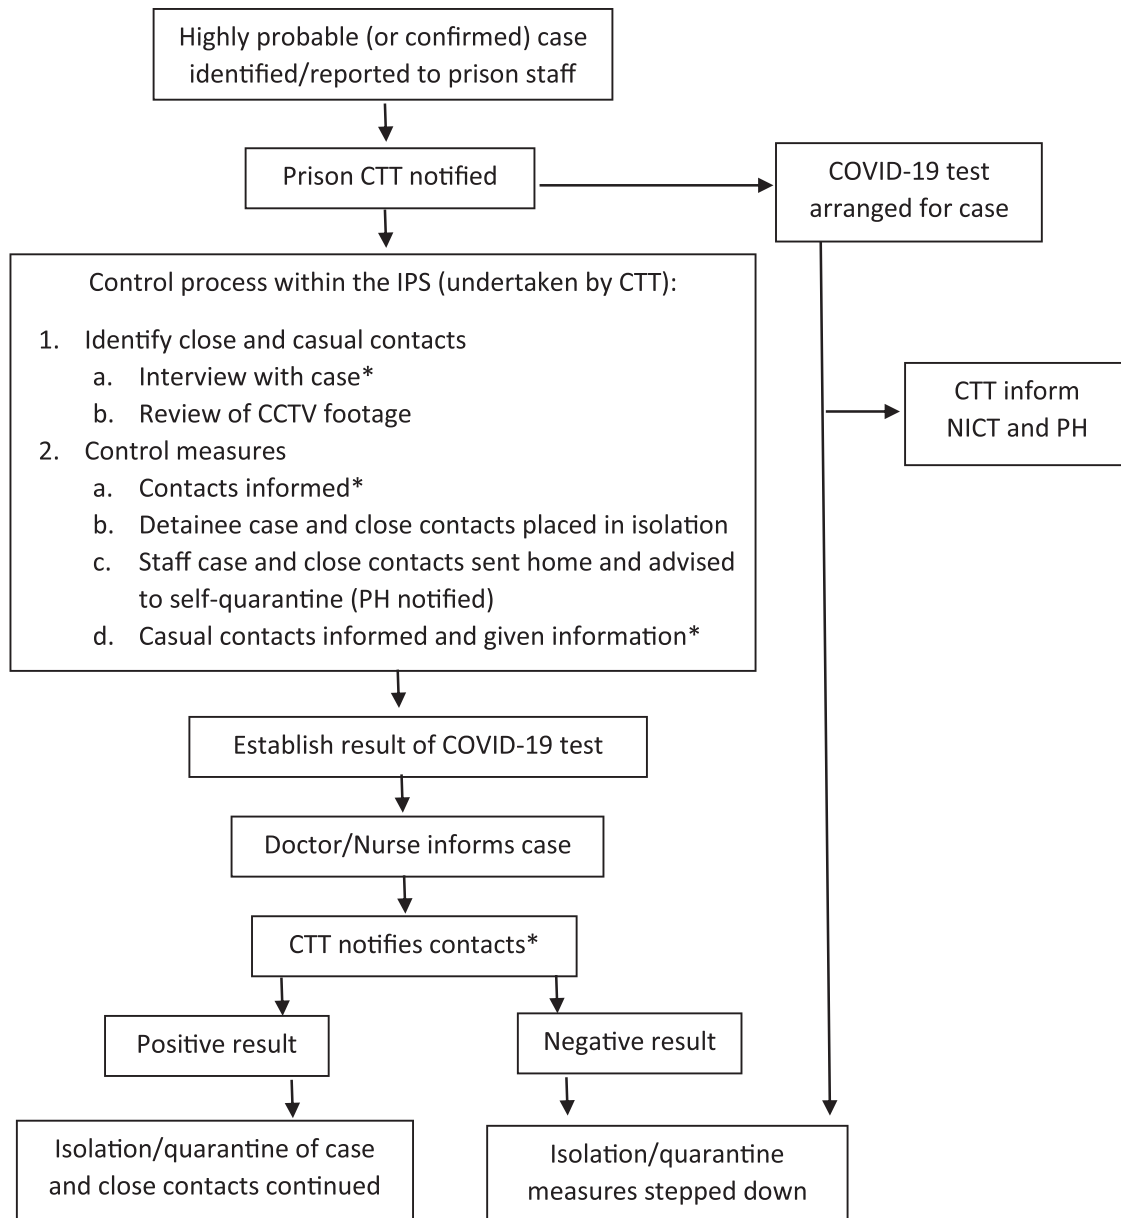 Highly probable (or confirmed) case
identified/reported to prison staff
Prison CTT notified
COVID-19 test
arranged for case
Control process within the IPS (undertaken by CTT):
1. Identify close and casual contacts
a. Interview with case*
b. Review of CCTV footage
2. Control measures
a. Contacts informed*
b. Detainee case and close contacts placed in isolation
c. Staff case and close contacts sent home and advised
to self-quarantine (PH notified)
d. Casual contacts informed and given information*
CTT inform
NICT and PH
Establish result of COVID-19 test
Doctor/Nurse informs case
CTT notifies contacts*
Positive result
Negative result
Isolation/quarantine of case
and close contacts continued
Isolation/quarantine
measures stepped down